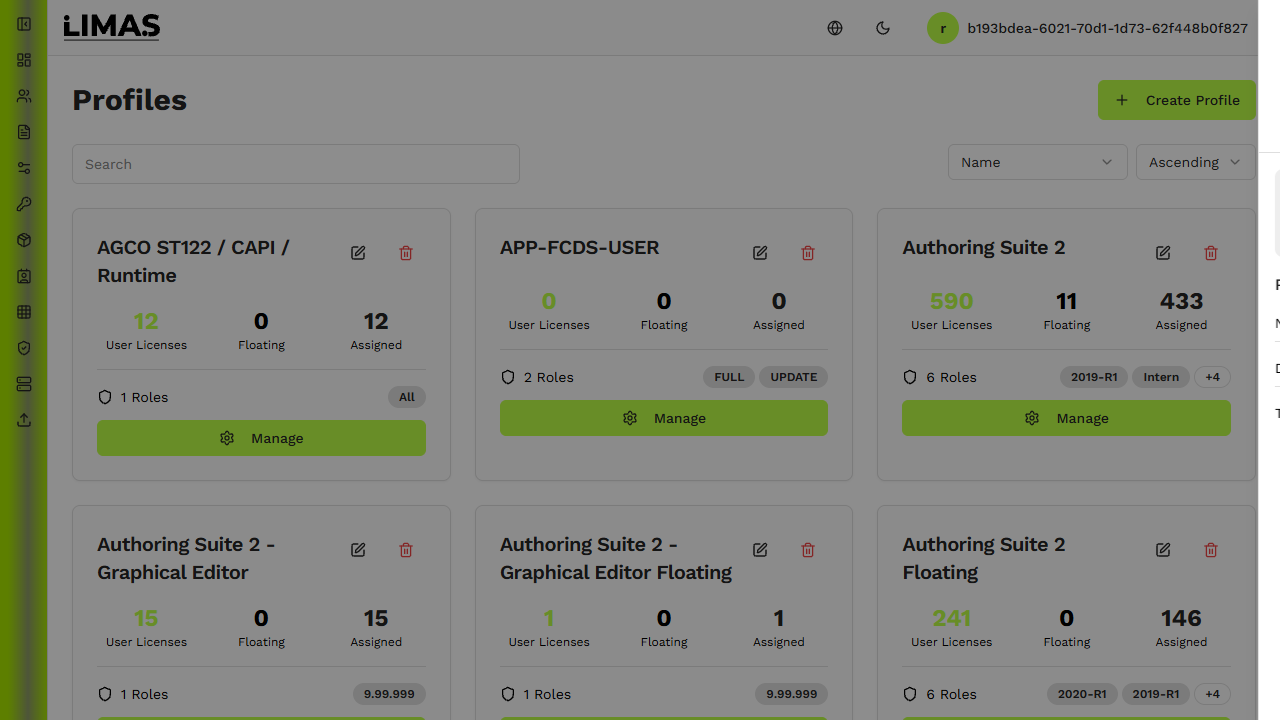 LIMAS
r
b193bdea-6021-70d1-1d73-62f448b0f827
Profiles
Create Profile
Search
Name
Ascending
AGCO ST122 / CAPI /
Runtime
12
0
12
User Licenses
Floating
Assigned
1 Roles
All
Manage
APP-FCDS-USER
0
0
0
User Licenses
Floating
Assigned
2 Roles
FULL
UPDATE
Manage
Authoring Suite 2
590
11
433
User Licenses
Floating
Assigned
6 Roles
2019-R1
Intern
+4
Manage
Authoring Suite 2 -
Graphical Editor
15
0
15
User Licenses
Floating
Assigned
1 Roles
9.99.999
Authoring Suite 2 -
Graphical Editor Floating
1
0
1
User Licenses
Floating
Assigned
1 Roles
9.99.999
Authoring Suite 2
Floating
241
0
146
User Licenses
Floating
Assigned
6 Roles
2020-R1
2019-R1
+4